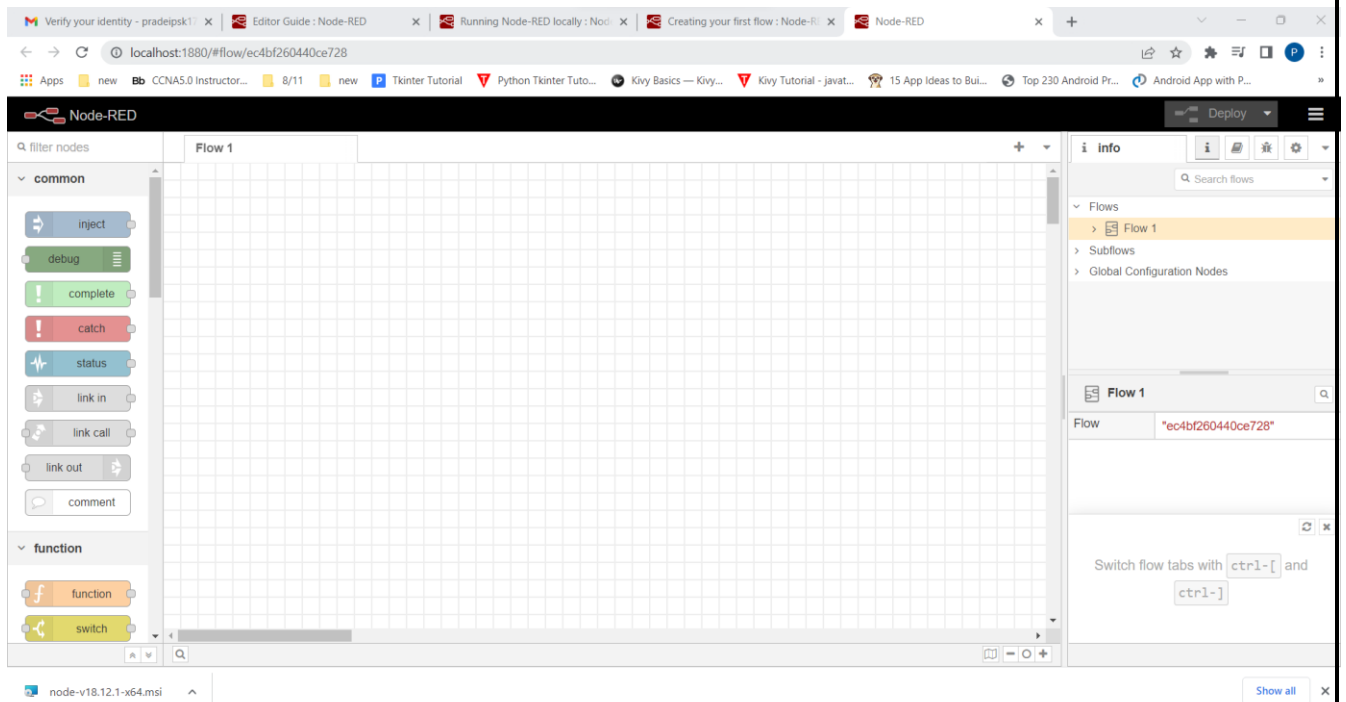 Verify your identity - pradeipsk17
Editor Guide : Node-RED
Running Node-RED locally : Nod
Creating your first flow : Node-R
Node-RED
localhost:1880/#flow/ec4bf260440ce728
P
Apps
new
Bb
CCNA5.0 Instructor...
8/11
new
P
Tkinter Tutorial
Python Tkinter Tuto...
Kivy Basics — Kivy...
Kivy Tutorial - javat...
15 App Ideas to Bui...
Top 230 Android Pr...
Android App with P...
»
Node-RED
Deploy
filter nodes
Flow 1
i info
i
Search flows
common
inject
debug
complete
catch
status
link in
link call
link out
comment
function
function
switch
Flows
Flow 1
Subflows
Global Configuration Nodes
Flow 1
Flow
"ec4bf260440ce728"
Switch flow tabs with ctrl-[ and
ctrl-]
node-v18.12.1-x64.msi
Show all